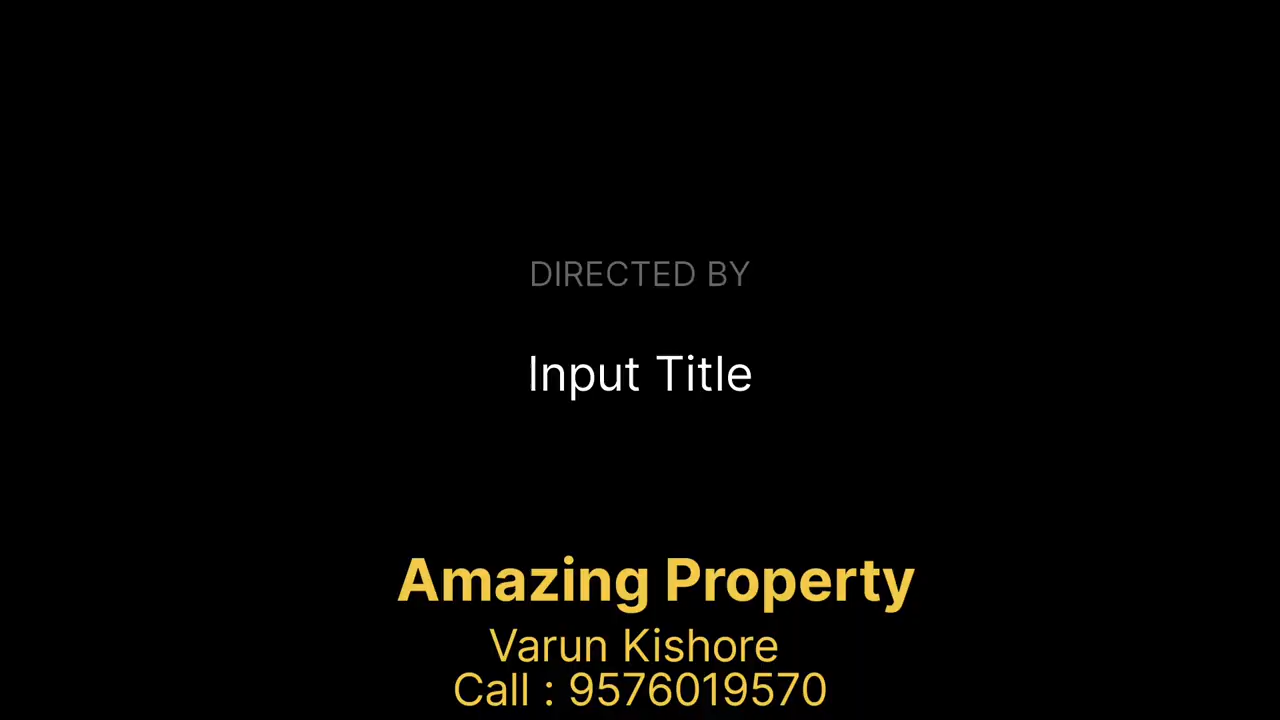 DIRECTED BY
Input Title
Amazing Property
Varun Kishore
Call : 9576019570